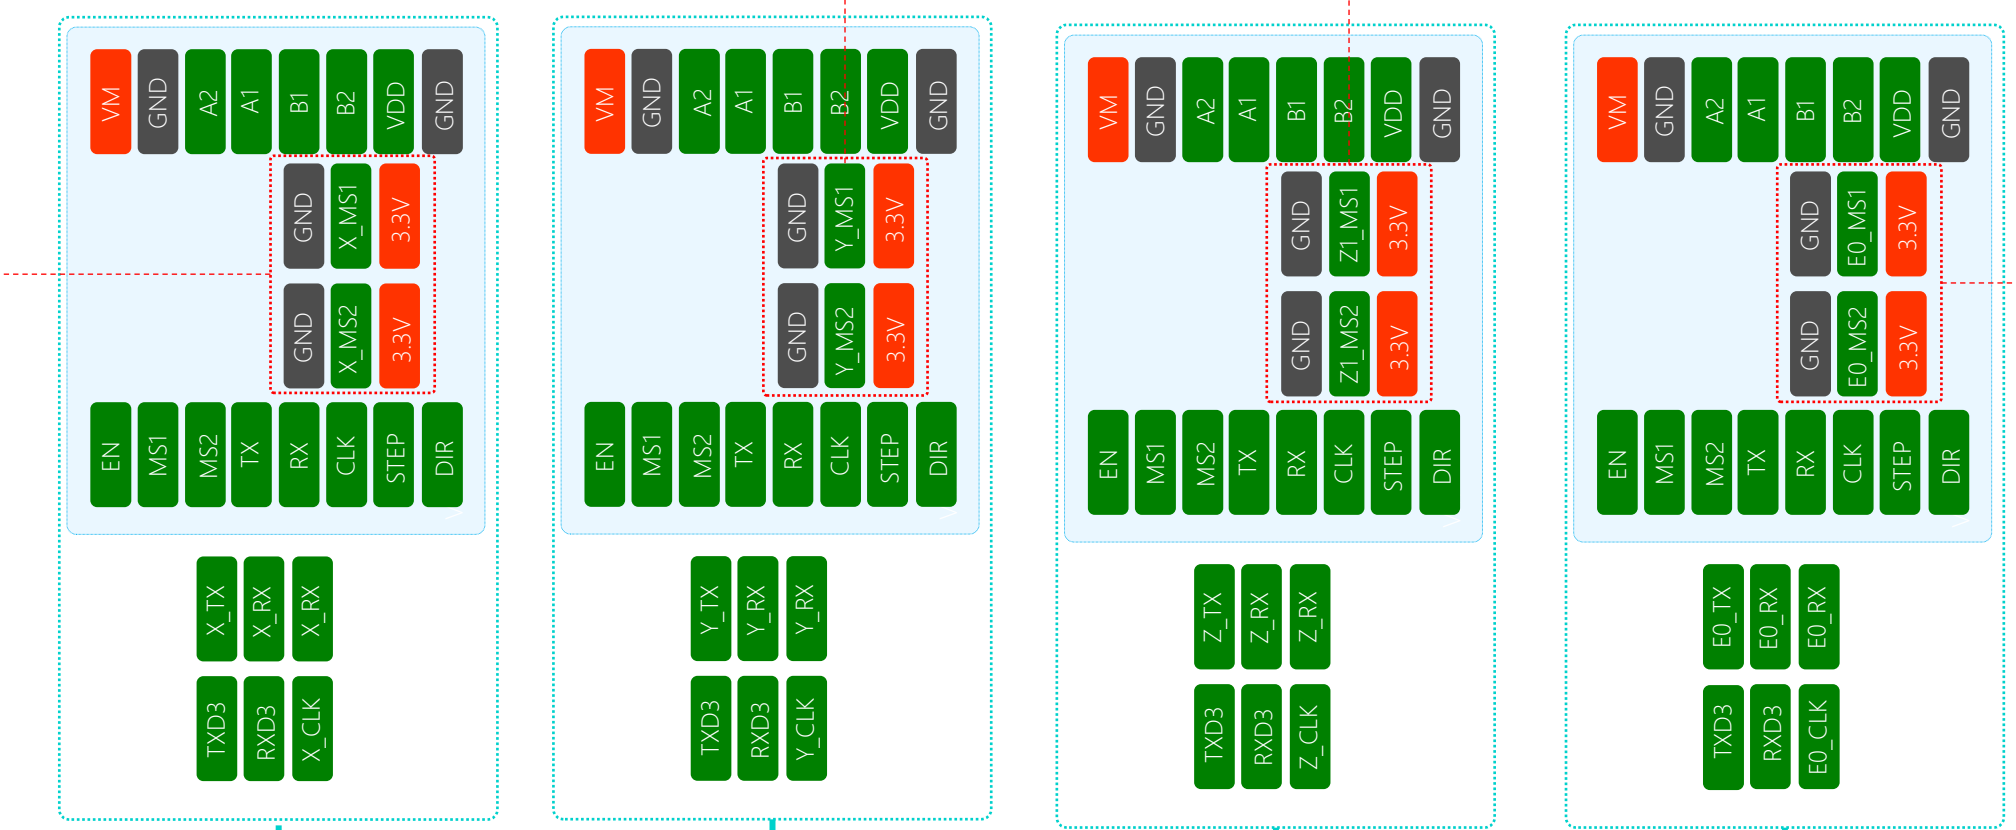 VM GND A2 A1 B1 B2 VDD GND
GND X_MS1 3.3V
GND X_MS2 3.3V
EN MS1 MS2 TX RX CLK STEP DIR
X_TX X_RX X_RX
TXD3 RXD3 X_CLK
VM GND A2 A1 B1 B2 VDD GND
GND Y_MS1 3.3V
GND Y_MS2 3.3V
EN MS1 MS2 TX RX CLK STEP DIR
Y_TX Y_RX Y_RX
TXD3 RXD3 Y_CLK
VM GND A2 A1 B1 B2 VDD GND
GND Z1_MS1 3.3V
GND Z1_MS2 3.3V
EN MS1 MS2 TX RX CLK STEP DIR
Z_TX Z_RX Z_RX
TXD3 RXD3 Z_CLK
VM GND A2 A1 B1 B2 VDD GND
GND E0_MS1 3.3V
GND E0_MS2 3.3V
EN MS1 MS2 TX RX CLK STEP DIR
E0_TX E0_RX E0_RX
TXD3 RXD3 E0_CLK